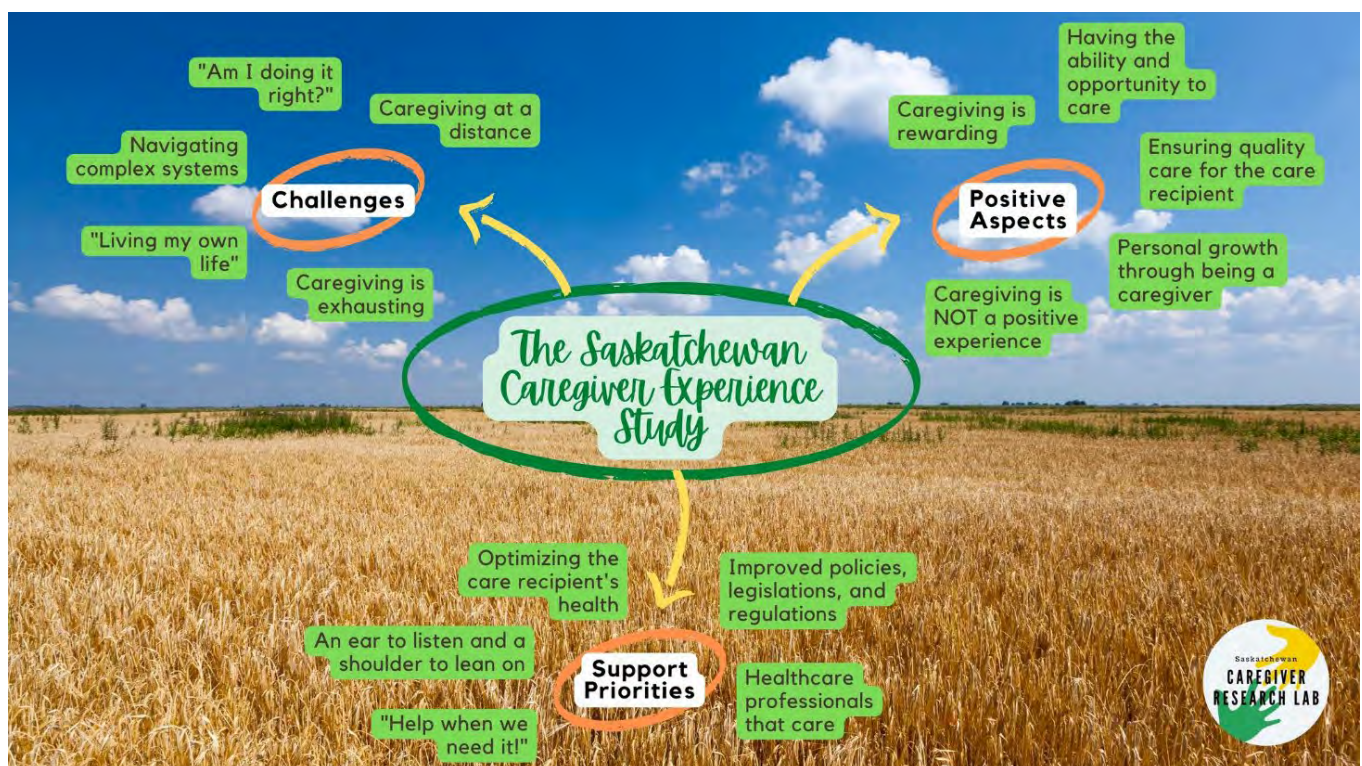 "Am I doing it
right?"
Caregiving at a
distance
Navigating
complex systems
Challenges
"Living my own
life"
Caregiving is
exhausting
Having the
ability and
opportunity to
care
Caregiving is
rewarding
Ensuring quality
care for the care
recipient
Positive
Aspects
Personal growth
through being a
caregiver
Caregiving is
NOT a positive
experience
The Saskatchewan
Caregiver Experience
Study
Optimizing the
care recipient's
health
Improved policies,
legislations, and
regulations
An ear to listen and a
shoulder to lean on
Support
Priorities
Healthcare
professionals
that care
"Help when we
need it!"
Saskatchewan
CAREGIVER
RESEARCH LAB